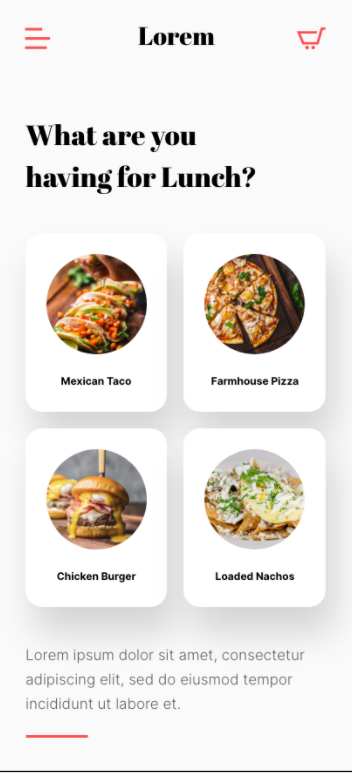 Lorem
What are you
having for Lunch?
Mexican Taco
Farmhouse Pizza
Chicken Burger
Loaded Nachos
Lorem ipsum dolor sit amet, consectetur
adipiscing elit, sed do eiusmod tempor
incididunt ut labore et.